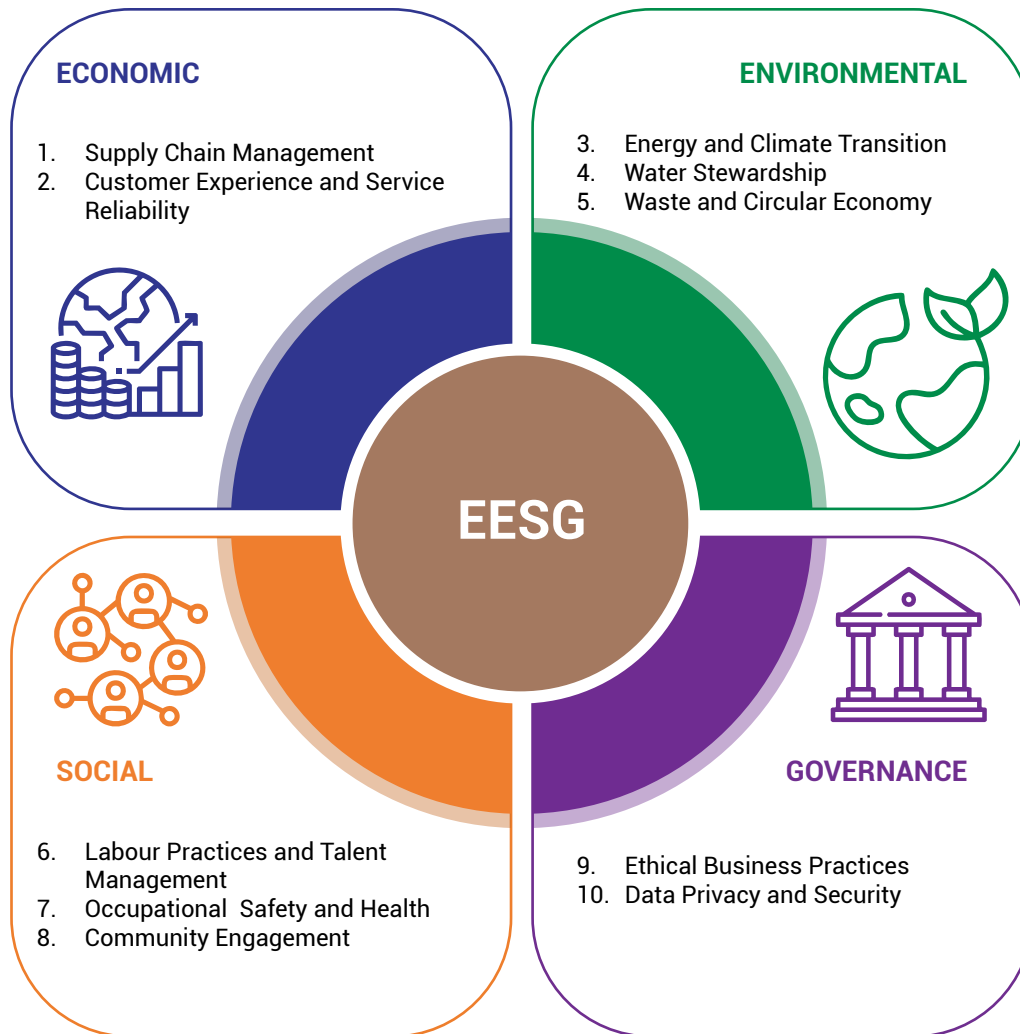 ECONOMIC
1. Supply Chain Management
2. Customer Experience and Service
Reliability
ENVIRONMENTAL
3. Energy and Climate Transition
4. Water Stewardship
5. Waste and Circular Economy
EESG
SOCIAL
6. Labour Practices and Talent
Management
7. Occupational  Safety and Health
8. Community Engagement
GOVERNANCE
9. Ethical Business Practices
10. Data Privacy and Security